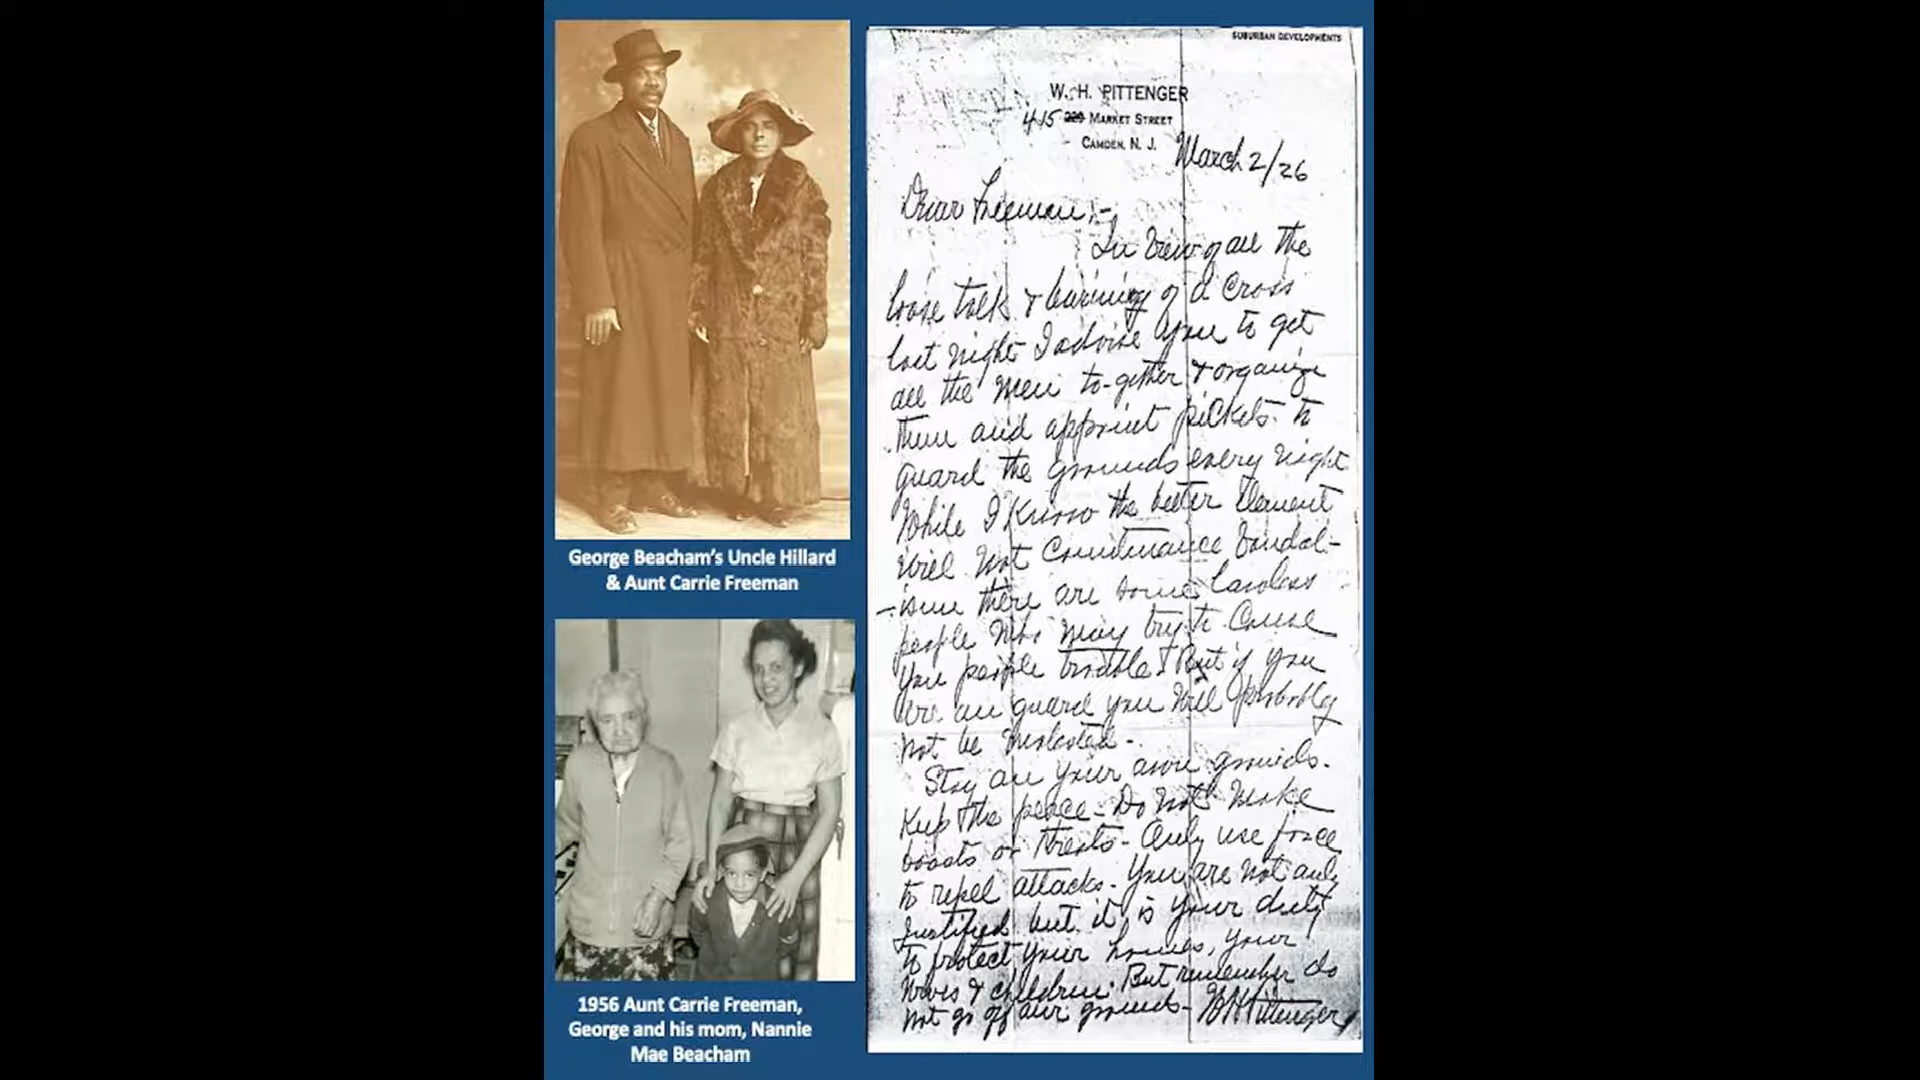 George Beacham's Uncle Hillard
& Aunt Carrie Freeman
1956 Aunt Carrie Freeman,
George and his mom, Nannie
Mae Beacham
SUBURBAN DEVELOPMENTS
W. H. PITTENGER
415 229 MARKET STREET
CAMDEN, N. J.
March 2/26
Dear Freeman:-
In view of all the
loose talk & burning of a Cross
last night I advise you to get
all the men to-gether & organize
them and appoint pickets to
guard the grounds every night
While I know the better element
will not Countenance Vandal-
-ism there are some lawless
people who may try to Cause
you people trouble & But if you
are on guard you will probably
not be molested -
Stay on your own grounds.
Keep the peace - Do not make
boasts or threats - Only use force
to repel attacks. You are not only
justified but it is your duty
to protect your homes, your
wives & children. But remember do
not go off our grounds - W H Pittenger